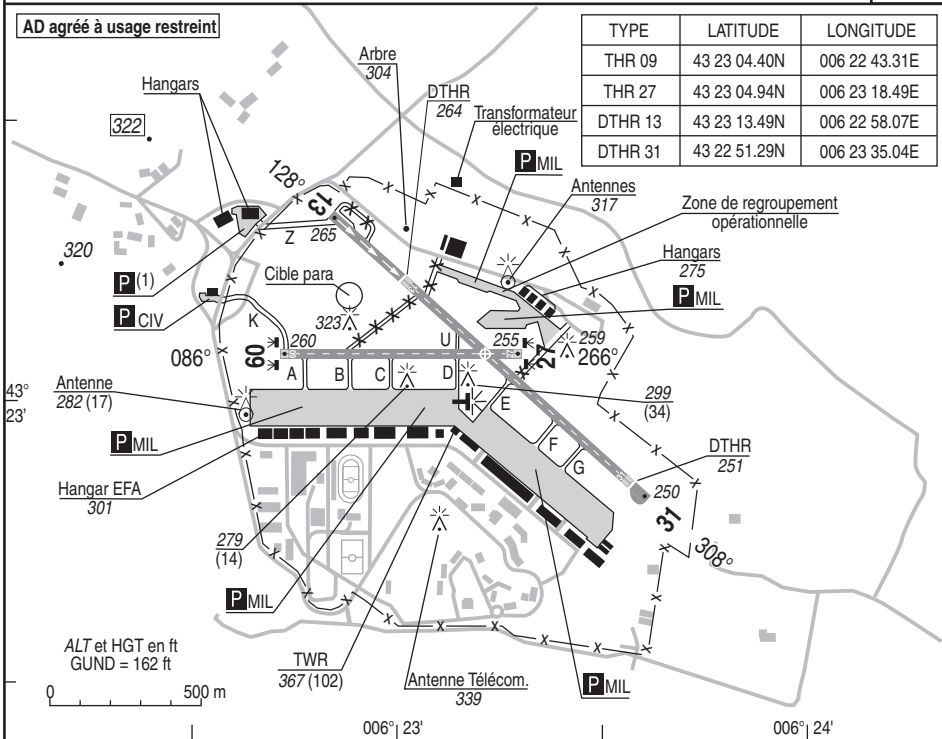 AD agréé à usage restreint
TYPE LATITUDE LONGITUDE
THR 09 43 23 04.40N 006 22 43.31E
THR 27 43 23 04.94N 006 23 18.49E
DTHR 13 43 23 13.49N 006 22 58.07E
DTHR 31 43 22 51.29N 006 23 35.04E
Arbre
304
Hangars
DTHR
264
Transformateur
électrique
322
P MIL
128°
13
Antennes
317
Zone de regroupement
opérationnelle
265
Z
320
Hangars
275
Cible para
P (1)
P MIL
P CIV
K
323
U
255
259
086°
09
260
27
266°
A
B
C
D
43°
23'
Antenne
282 (17)
299
(34)
E
P MIL
F
G
DTHR
251
250
Hangar EFA
301
31
308°
279
(14)
P MIL
ALT et HGT en ft
GUND = 162 ft
TWR
367 (102)
Antenne Télécom.
339
P MIL
0 500 m
006° 23'
006° 24'